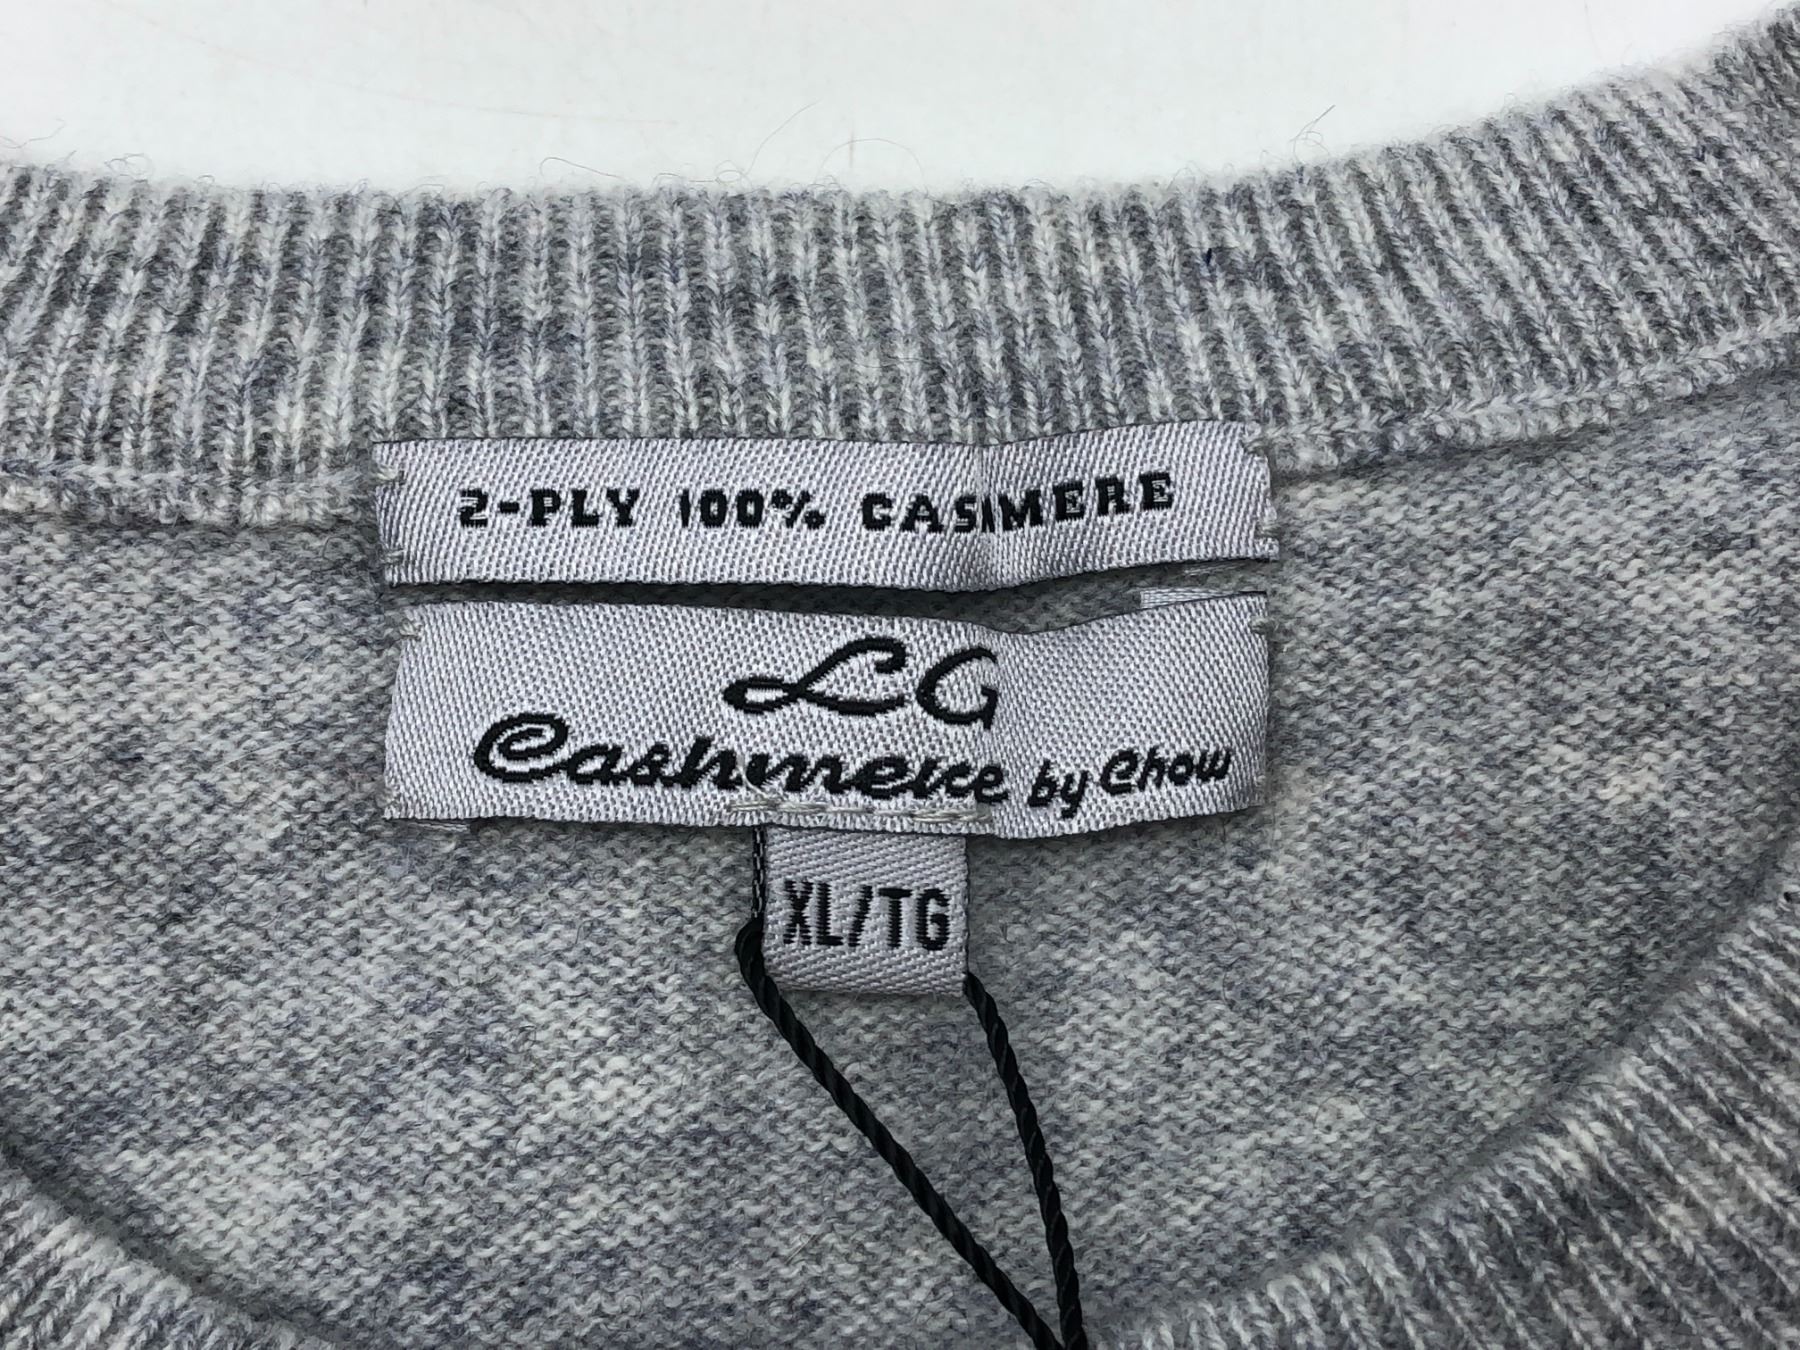 2-PLY 100% CASHMERE
LG
Cashmere by Chow
XL/TG